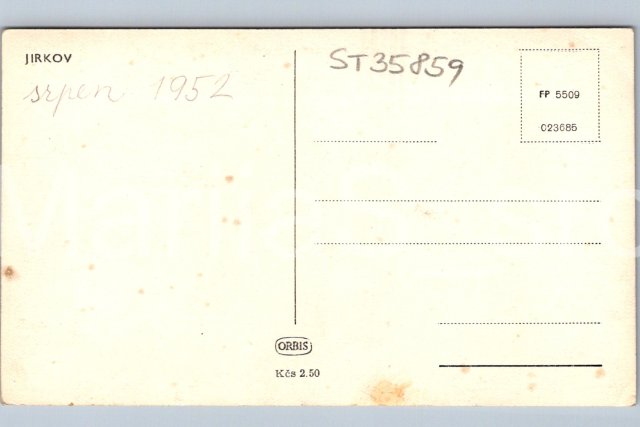 JIRKOV
srpen 1952
ST35859
FP 5509
023685
ORBIS
Kčs 2.50